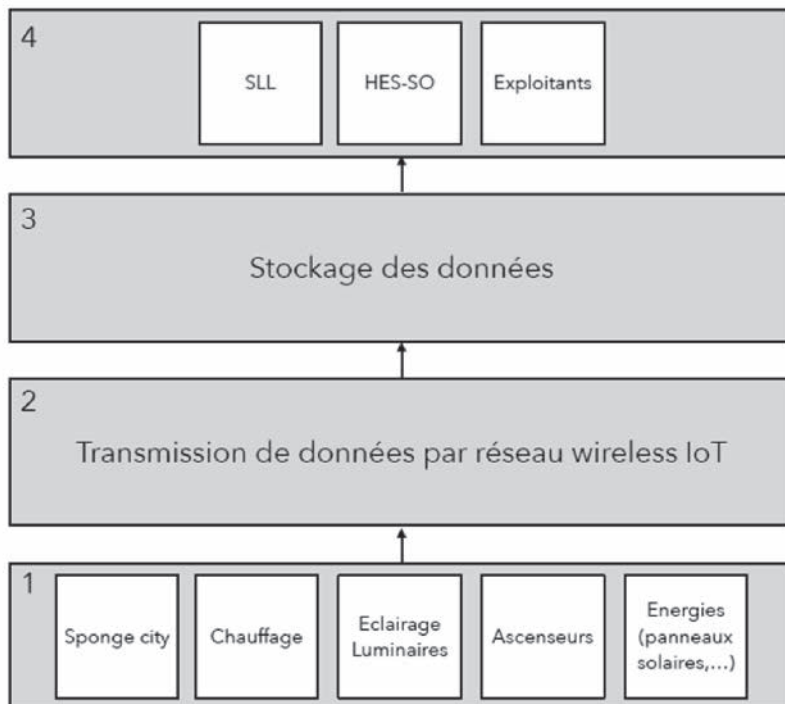 4
SLL
HES-SO
Exploitants
3
Stockage des données
2
Transmission de données par réseau wireless IoT
1
Sponge city
Chauffage
Eclairage
Luminaires
Ascenseurs
Energies
(panneaux
solaires,...)